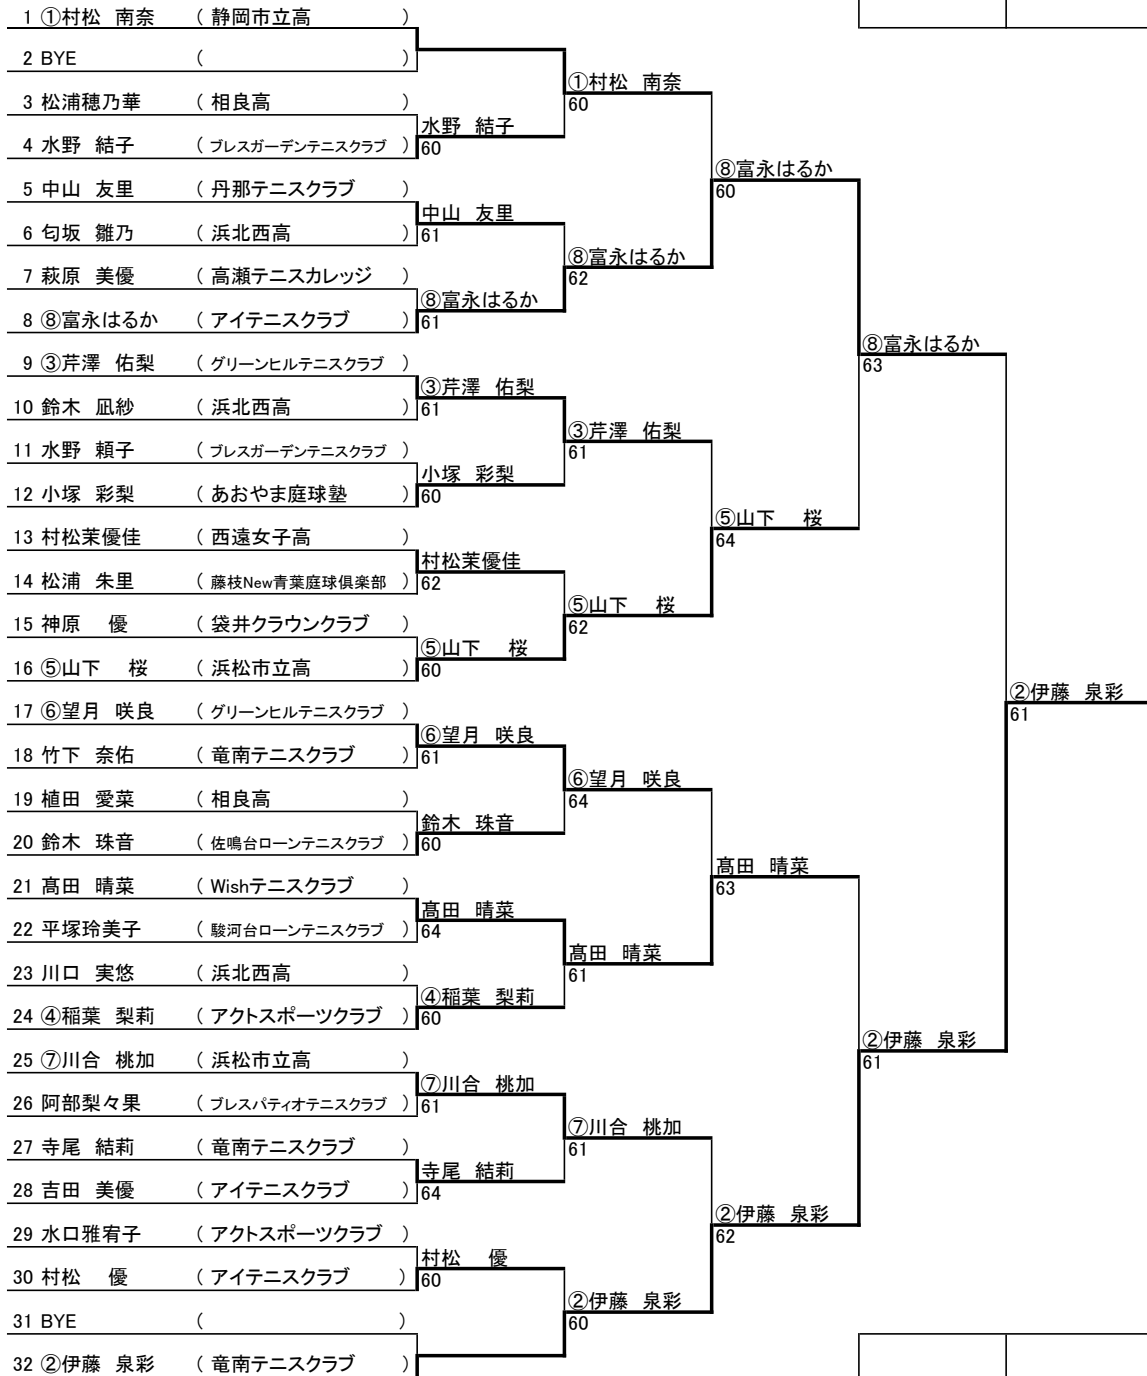 1 ①村松 南奈 ( 静岡市立高 )
2 BYE ( )
3 松浦穂乃華 ( 相良高 )
4 水野 結子 ( ブレスガーデンテニスクラブ )
5 中山 友里 ( 丹那テニスクラブ )
6 匂坂 雛乃 ( 浜北西高 )
7 萩原 美優 ( 高瀬テニスカレッジ )
8 ⑧富永はるか ( アイテニスクラブ )
9 ③芹澤 佑梨 ( グリーンヒルテニスクラブ )
10 鈴木 凪紗 ( 浜北西高 )
11 水野 頼子 ( ブレスガーデンテニスクラブ )
12 小塚 彩梨 ( あおやま庭球塾 )
13 村松茉優佳 ( 西遠女子高 )
14 松浦 朱里 ( 藤枝New青葉庭球倶楽部 )
15 神原 優 ( 袋井クラウンクラブ )
16 ⑤山下 桜 ( 浜松市立高 )
17 ⑥望月 咲良 ( グリーンヒルテニスクラブ )
18 竹下 奈佑 ( 竜南テニスクラブ )
19 植田 愛菜 ( 相良高 )
20 鈴木 珠音 ( 佐鳴台ローンテニスクラブ )
21 髙田 晴菜 ( Wishテニスクラブ )
22 平塚玲美子 ( 駿河台ローンテニスクラブ )
23 川口 実悠 ( 浜北西高 )
24 ④稲葉 梨莉 ( アクトスポーツクラブ )
25 ⑦川合 桃加 ( 浜松市立高 )
26 阿部梨々果 ( ブレスパティオテニスクラブ )
27 寺尾 結莉 ( 竜南テニスクラブ )
28 吉田 美優 ( アイテニスクラブ )
29 水口雅宥子 ( アクトスポーツクラブ )
30 村松 優 ( アイテニスクラブ )
31 BYE ( )
32 ②伊藤 泉彩 ( 竜南テニスクラブ )
水野 結子
60
中山 友里
61
⑧富永はるか
61
③芹澤 佑梨
61
小塚 彩梨
60
村松茉優佳
62
⑤山下 桜
60
⑥望月 咲良
61
鈴木 珠音
60
髙田 晴菜
64
④稲葉 梨莉
60
⑦川合 桃加
61
寺尾 結莉
64
村松 優
60
①村松 南奈
60
⑧富永はるか
62
③芹澤 佑梨
61
⑤山下 桜
62
⑥望月 咲良
64
髙田 晴菜
61
⑦川合 桃加
61
②伊藤 泉彩
60
⑧富永はるか
60
⑤山下 桜
64
髙田 晴菜
63
②伊藤 泉彩
62
⑧富永はるか
63
②伊藤 泉彩
61
②伊藤 泉彩
61